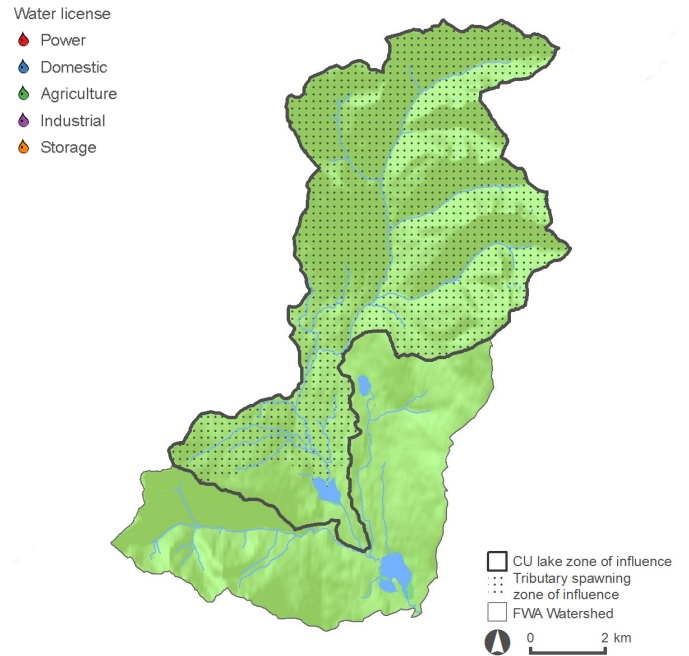 Water license
Power
Domestic
Agriculture
Industrial
Storage
CU lake zone of influence
Tributary spawning
zone of influence
FWA Watershed
0 2 km